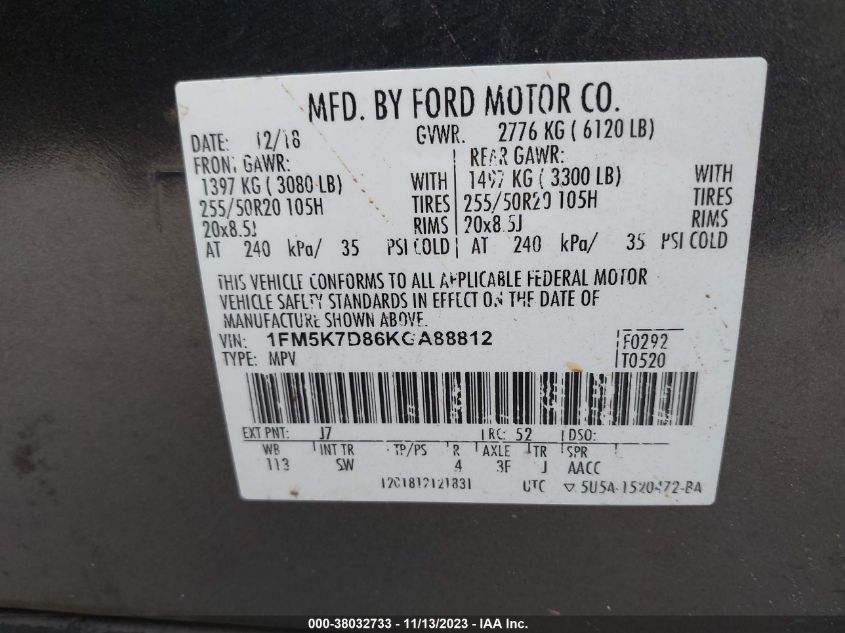 MFD. BY FORD MOTOR CO.
DATE: 12/18 GVWR. 2776 KG ( 6120 LB)
FRONT GAWR: REAR GAWR:
1397 KG ( 3080 LB) WITH 1497 KG ( 3300 LB) WITH
255/50R20 105H TIRES 255/50R20 105H TIRES
20x8.5J RIMS 20x8.5J RIMS
AT 240 kPa/ 35 PSI COLD AT 240 kPa/ 35 PSI COLD
THIS VEHICLE CONFORMS TO ALL APPLICABLE FEDERAL MOTOR
VEHICLE SAFETY STANDARDS IN EFFECT ON THE DATE OF
MANUFACTURE SHOWN ABOVE.
VIN: 1FM5K7D86KGA88812 F0292
TYPE: MPV T0520
EXT PNT: J7 RC: 52 DSO:
WB INT TR TP/PS R AXLE TR SPR
113 SW 4 3F J AACC
UTC ▽ 5U5A-1520472-BA
000-38032733 - 11/13/2023 - IAA Inc.